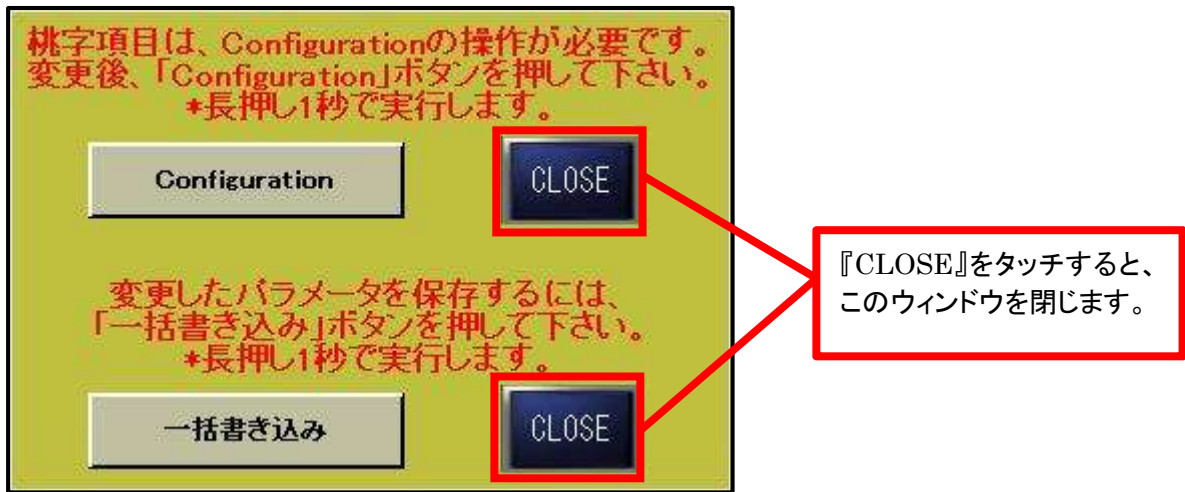 桃字項目は、Configurationの操作が必要です。
変更後、「Configuration」ボタンを押して下さい。
*長押し1秒で実行します。
Configuration
CLOSE
『CLOSE』をタッチすると、
このウィンドウを閉じます。
変更したパラメータを保存するには、
「一括書き込み」ボタンを押して下さい。
*長押し1秒で実行します。
一括書き込み
CLOSE